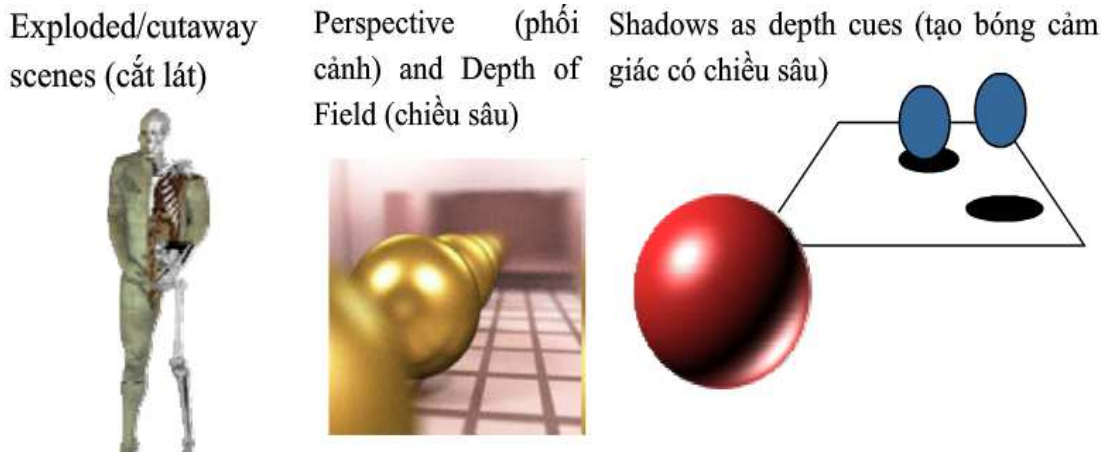 Exploded/cutaway
scenes (cắt lát)
Perspective (phối
cảnh) and Depth of
Field (chiều sâu)
Shadows as depth cues (tạo bóng cảm
giác có chiều sâu)